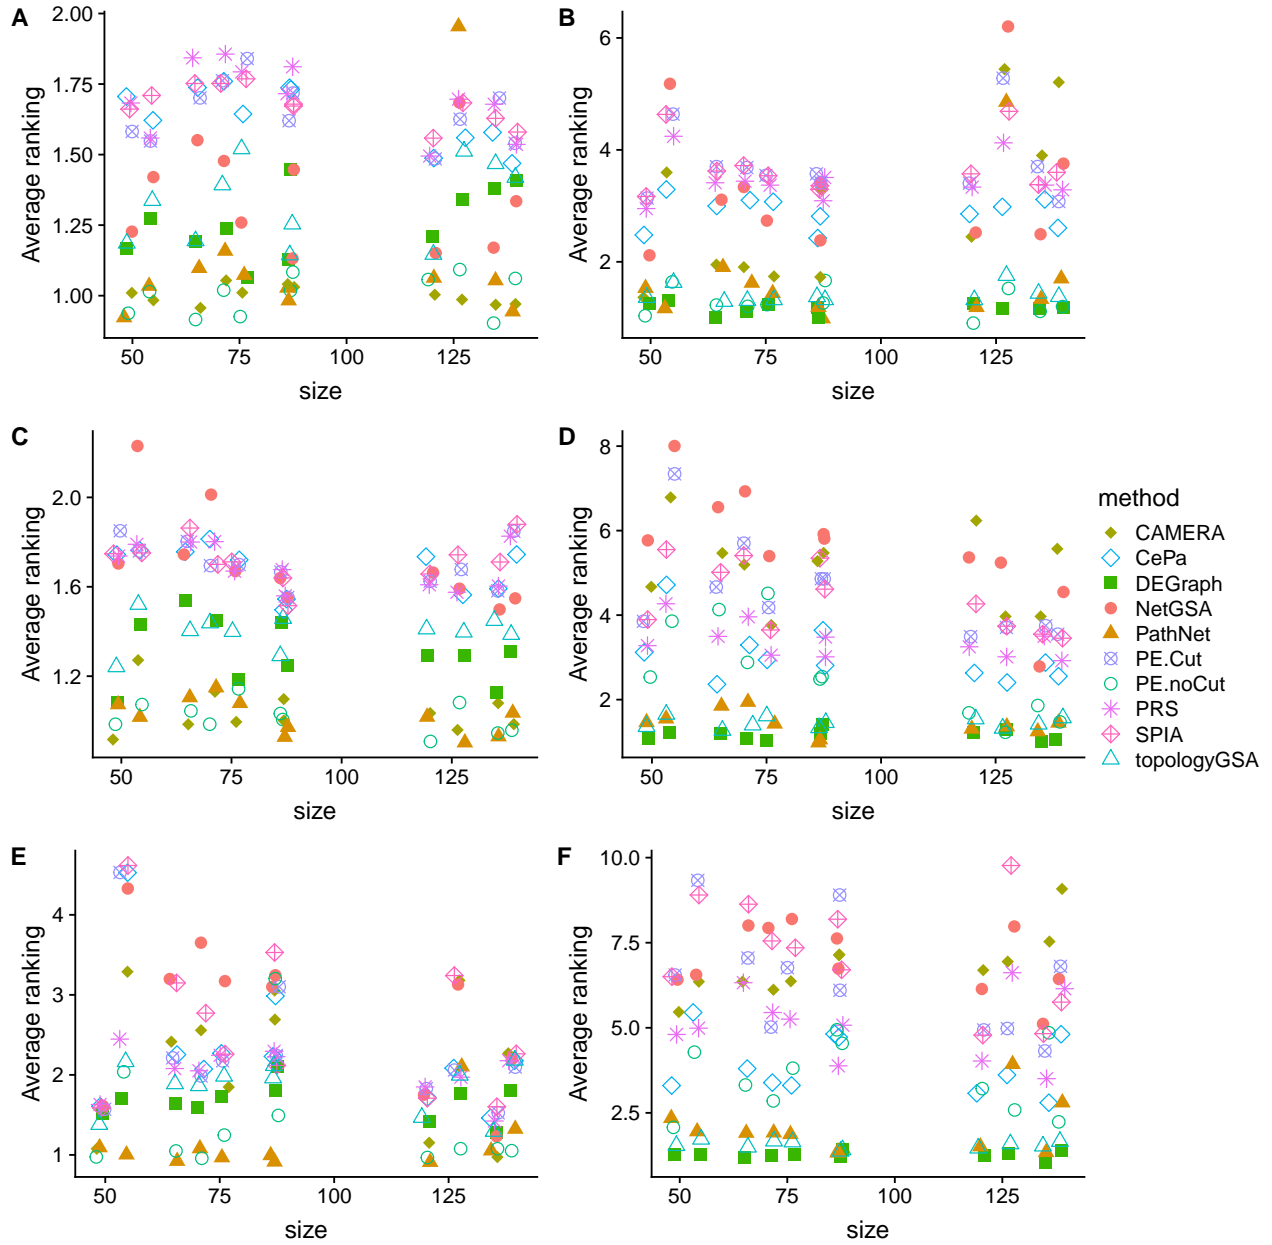 A
Average ranking
2.00
1.75
1.50
1.25
1.00
50
75
100
125
size
B
Average ranking
6
4
2
50
75
100
125
size
C
Average ranking
2.0
1.6
1.2
50
75
100
125
size
D
Average ranking
8
6
4
2
50
75
100
125
size
method
CAMERA
CePa
DEGraph
NetGSA
PathNet
PE.Cut
PE.noCut
PRS
SPIA
topologyGSA
E
Average ranking
4
3
2
1
50
75
100
125
size
F
Average ranking
10.0
7.5
5.0
2.5
50
75
100
125
size